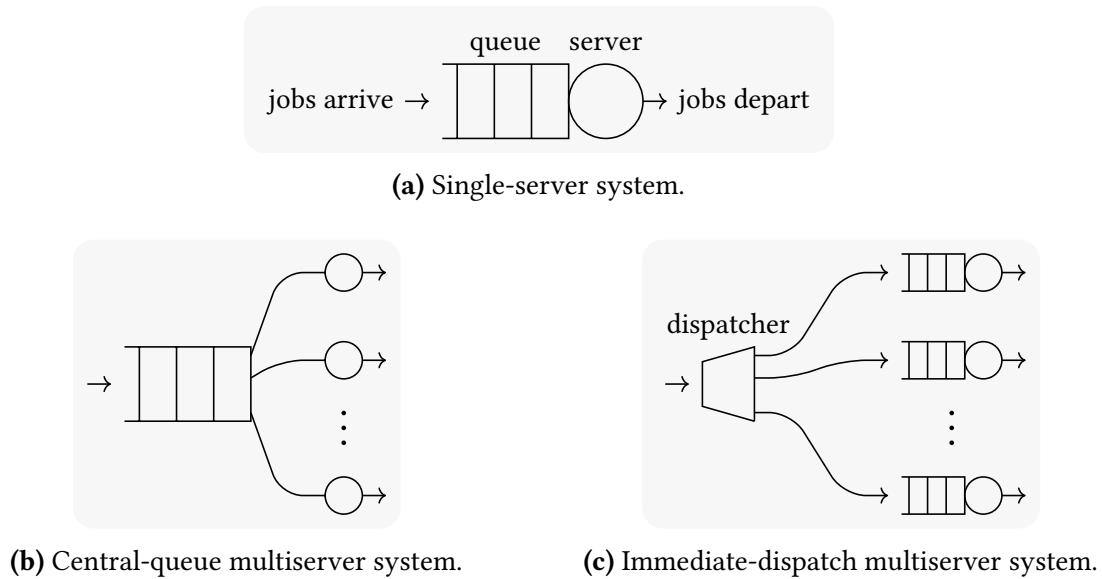 queue server
jobs arrive jobs depart
(a) Single-server system.
dispatcher
(b) Central-queue multiserver system.
(c) Immediate-dispatch multiserver system.